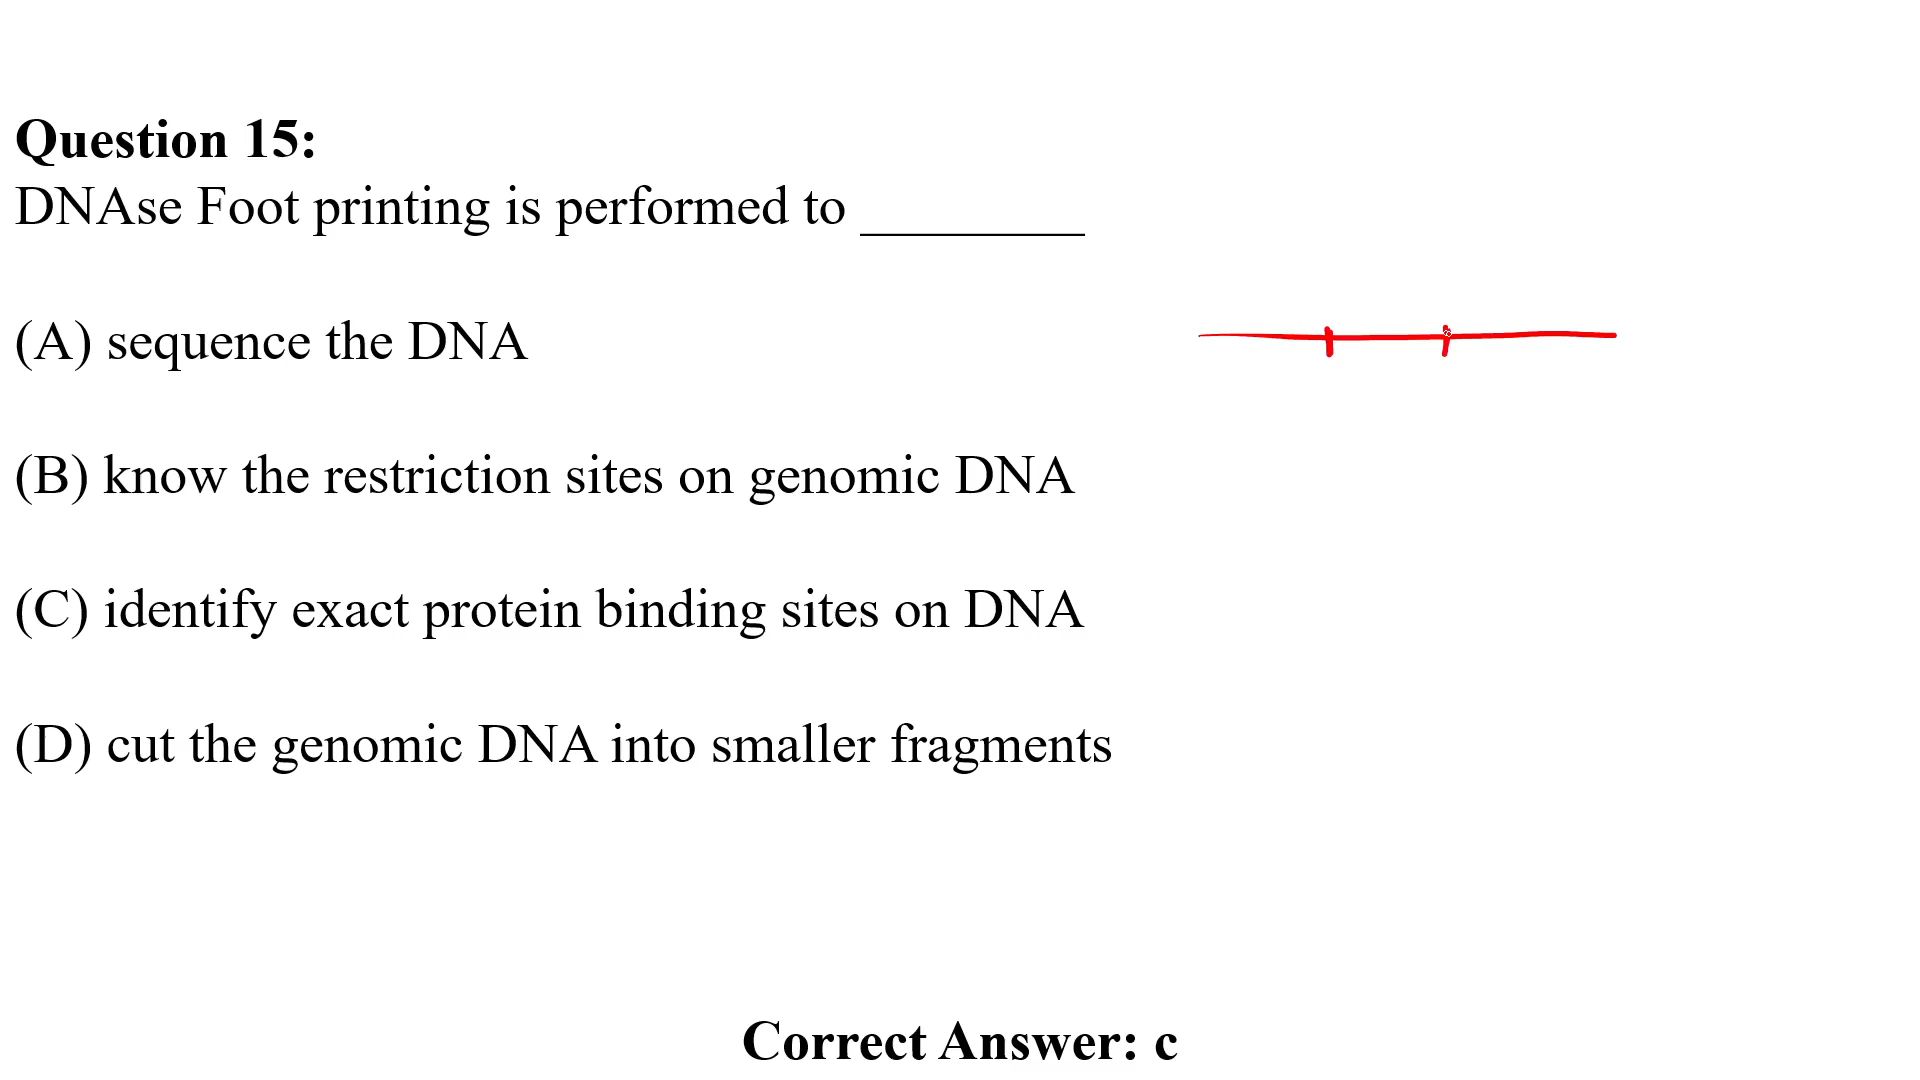 Question 15:
DNAse Foot printing is performed to ________
(A) sequence the DNA
(B) know the restriction sites on genomic DNA
(C) identify exact protein binding sites on DNA
(D) cut the genomic DNA into smaller fragments
Correct Answer: c